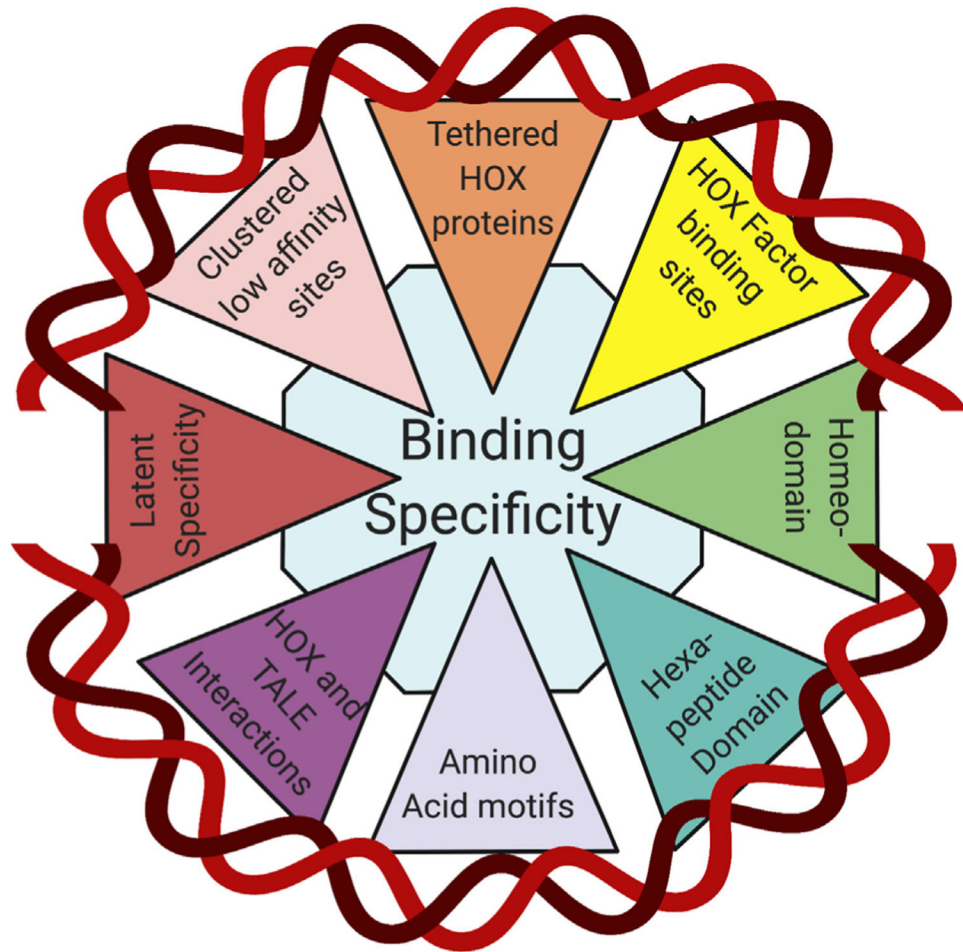 Tethered
HOX
proteins
HOX Factor
binding
sites
Homeo-
domain
Hexa-
peptide
Domain
Amino
Acid motifs
HOX and
TALE
Interactions
Latent
Specificity
Clustered
low affinity
sites
Binding
Specificity